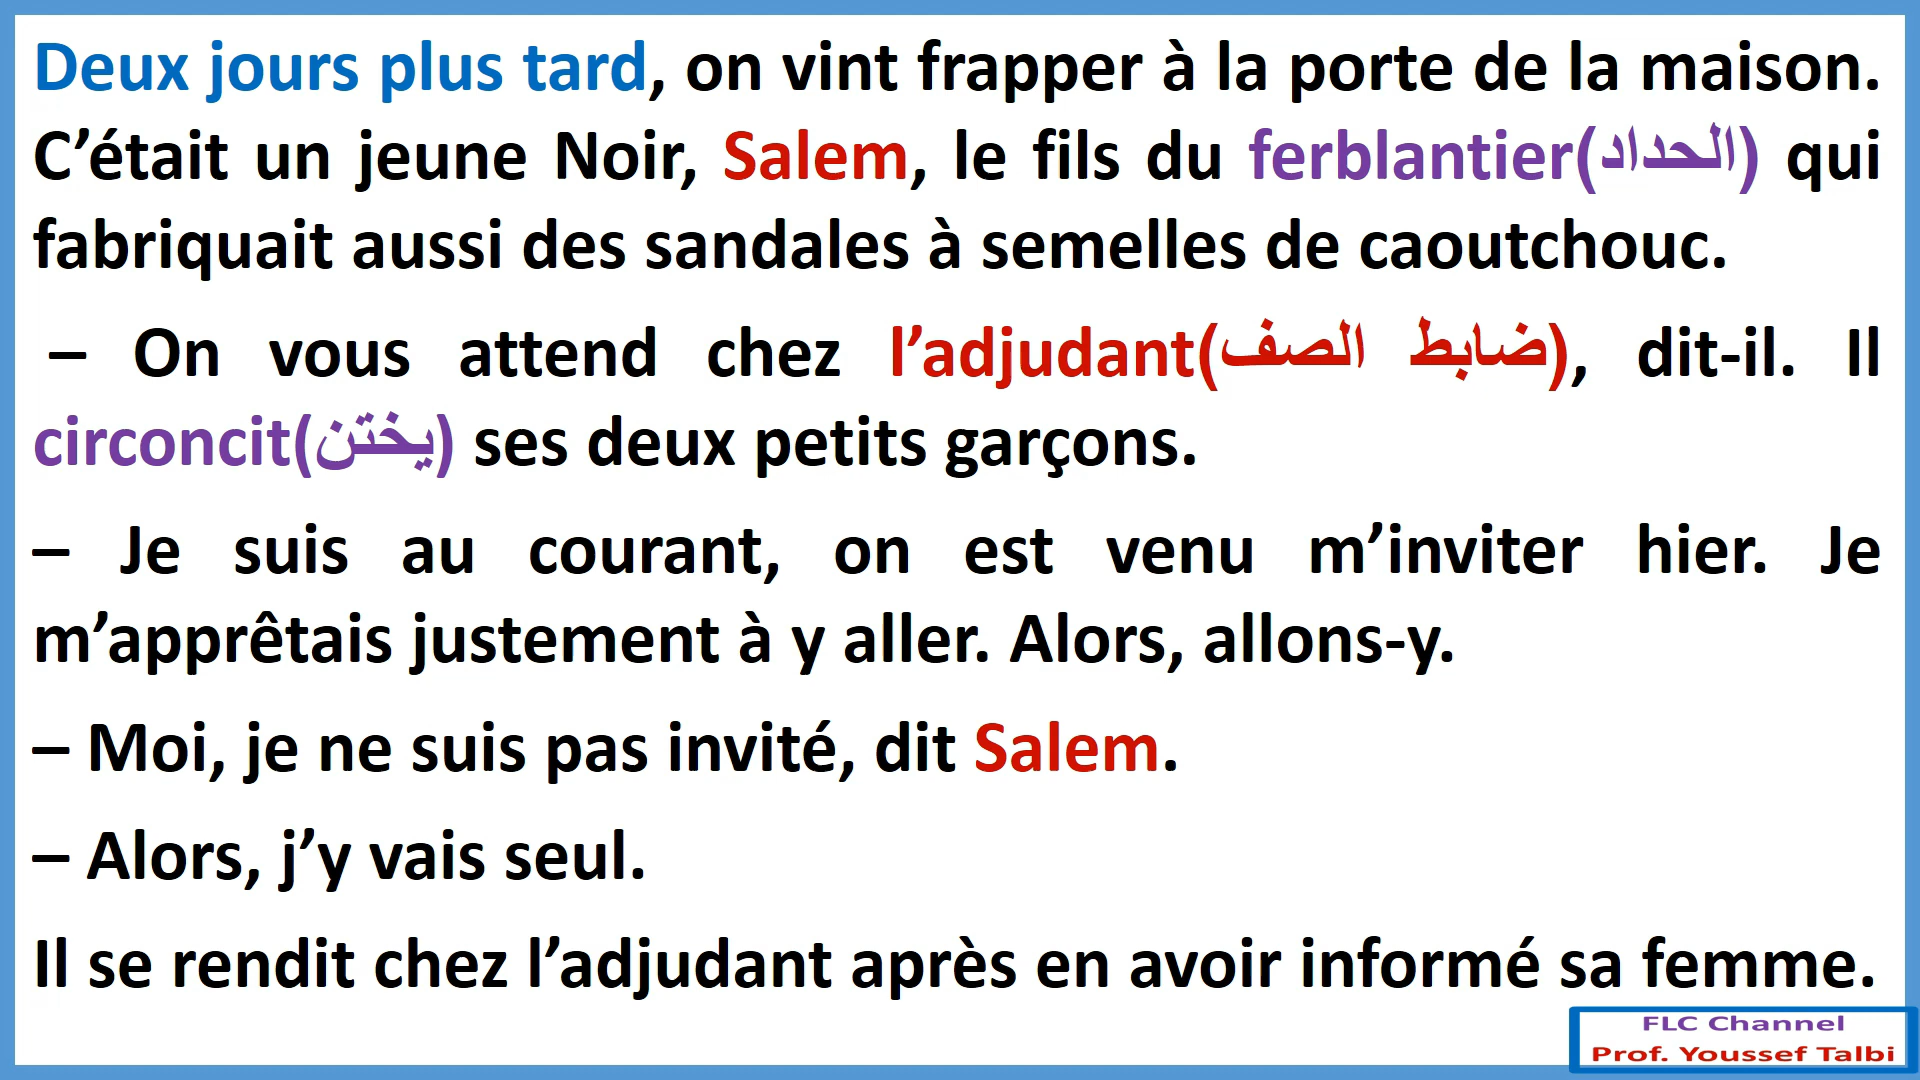 Deux jours plus tard, on vint frapper à la porte de la maison.
C’était un jeune Noir, Salem, le fils du ferblantier(الحداد) qui
fabriquait aussi des sandales à semelles de caoutchouc.
– On vous attend chez l’adjudant(ضابط الصف), dit-il. Il
circoncit(يختن) ses deux petits garçons.
– Je suis au courant, on est venu m’inviter hier. Je
m’apprêtais justement à y aller. Alors, allons-y.
– Moi, je ne suis pas invité, dit Salem.
– Alors, j’y vais seul.
Il se rendit chez l’adjudant après en avoir informé sa femme.
FLC Channel
Prof. Youssef Talbi